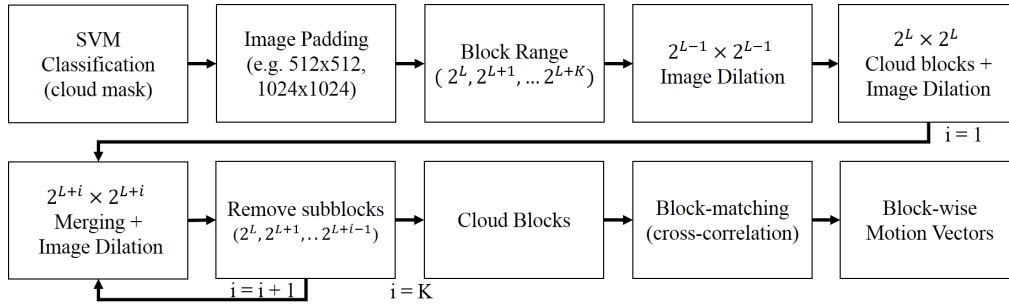 SVM
Classification
(cloud mask)
Image Padding
(e.g. 512x512,
1024x1024)
Block Range
( 2^L, 2^{L+1}, ... 2^{L+K})
2^{L−1} × 2^{L−1}
Image Dilation
2^L × 2^L
Cloud blocks +
Image Dilation
i = 1
2^{L+i} × 2^{L+i}
Merging +
Image Dilation
Remove subblocks
(2^L, 2^{L+1}, .. 2^{L+i−1})
i = i + 1
i = K
Cloud Blocks
Block-matching
(cross-correlation)
Block-wise
Motion Vectors